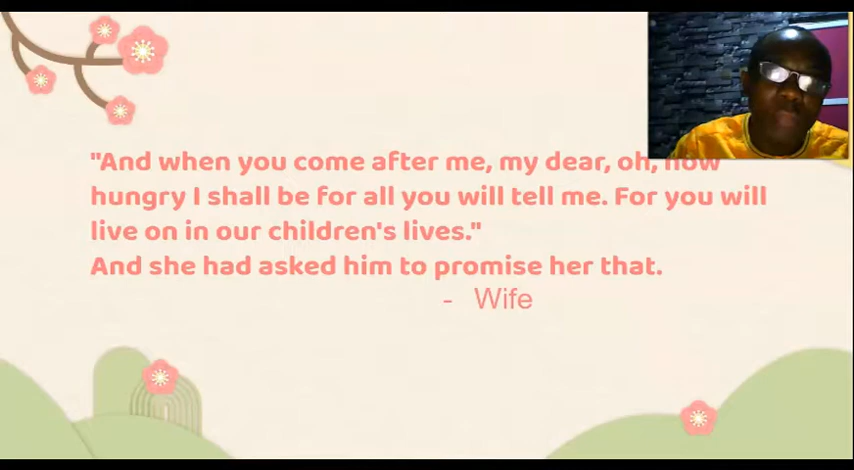 "And when you come after me, my dear, oh, how
hungry I shall be for all you will tell me. For you will
live on in our children's lives."
And she had asked him to promise her that.
- Wife